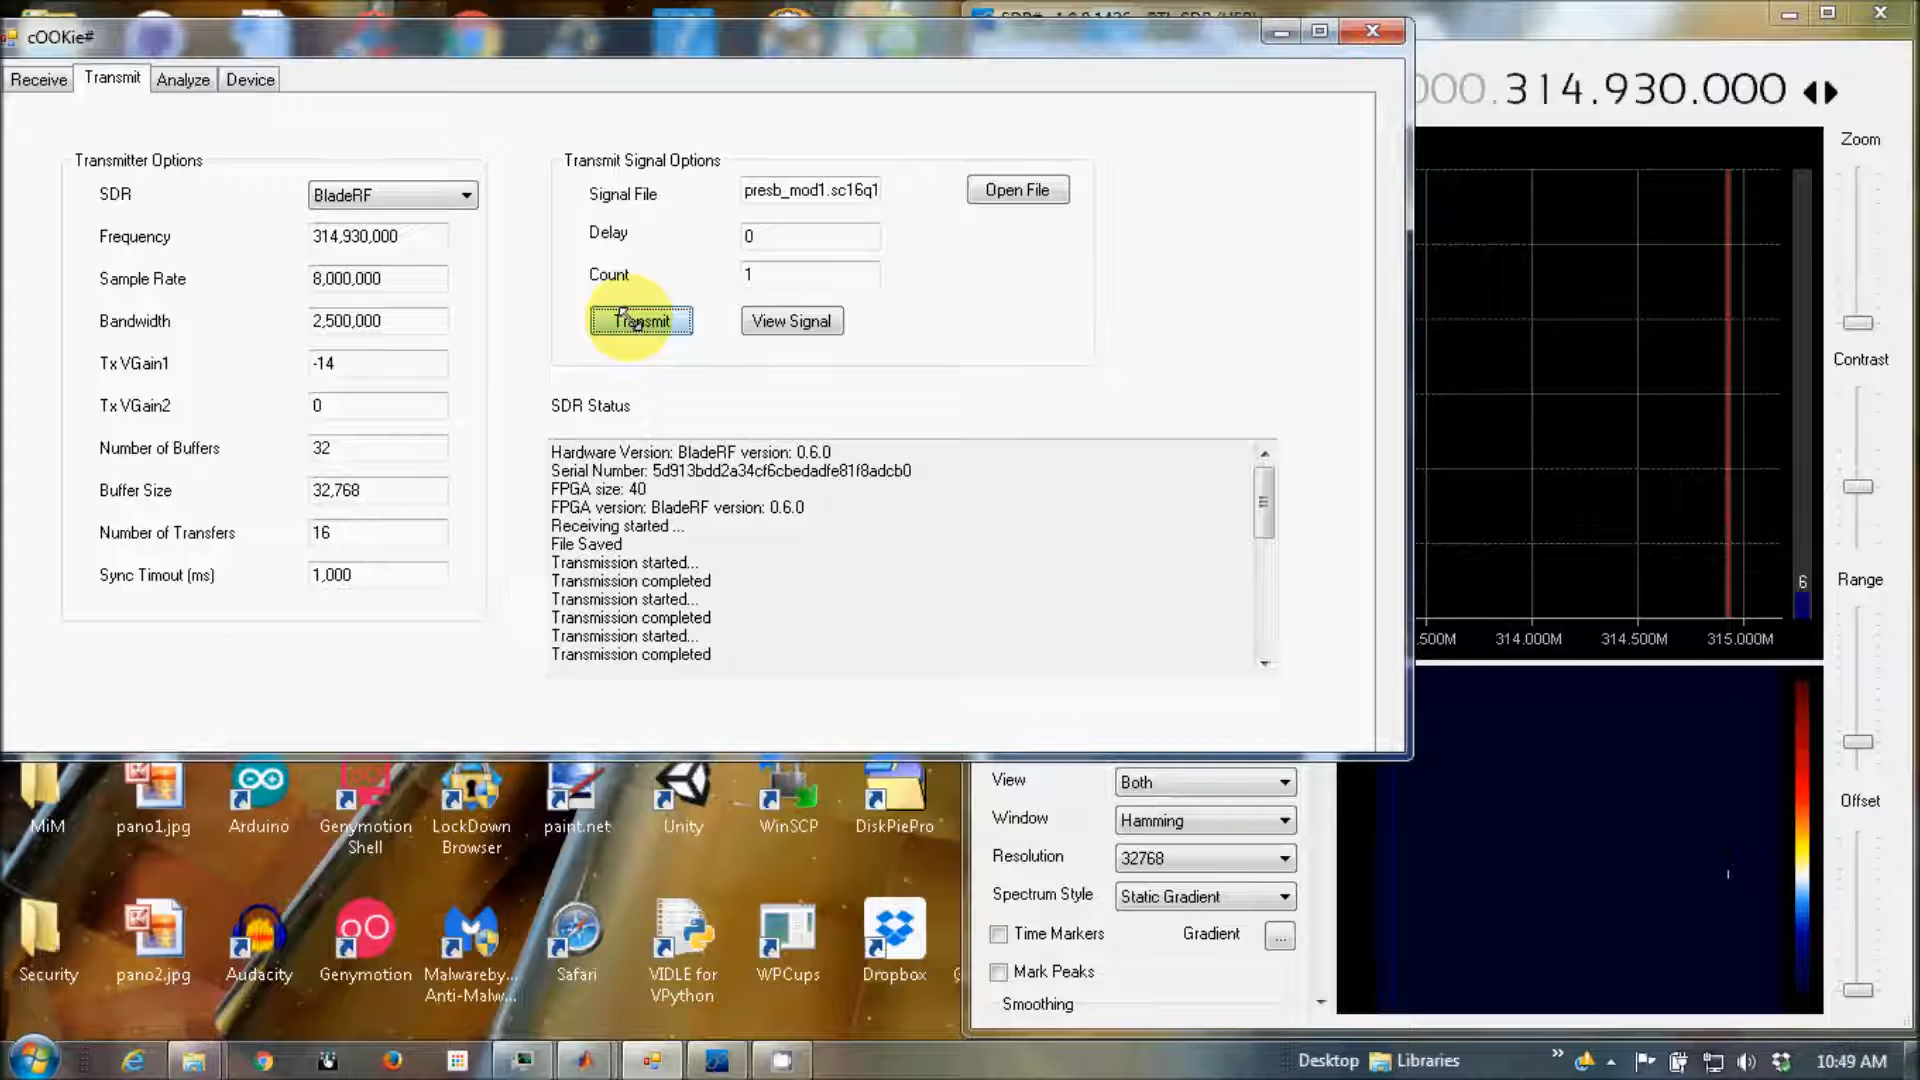 cOOKie#
Receive
Transmit
Analyze
Device
Transmitter Options
SDR
BladeRF
Frequency
314,930,000
Sample Rate
8,000,000
Bandwidth
2,500,000
Tx VGain1
-14
Tx VGain2
0
Number of Buffers
32
Buffer Size
32,768
Number of Transfers
16
Sync Timout (ms)
1,000
Transmit Signal Options
Signal File
presb_mod1.sc16q1
Open File
Delay
0
Count
1
Transmit
View Signal
SDR Status
Hardware Version: BladeRF version: 0.6.0
Serial Number: 5d913bdd2a34cf6cbedadfe81f8adcb0
FPGA size: 40
FPGA version: BladeRF version: 0.6.0
Receiving started ...
File Saved
Transmission started...
Transmission completed
Transmission started...
Transmission completed
Transmission started...
Transmission completed
000.314.930.000
Zoom
Contrast
Range
Offset
6
.500M
314.000M
314.500M
315.000M
View
Both
Window
Hamming
Resolution
32768
Spectrum Style
Static Gradient
Time Markers
Gradient
...
Mark Peaks
Smoothing
MiM
pano1.jpg
Arduino
Genymotion
Shell
LockDown
Browser
paint.net
Unity
WinSCP
DiskPiePro
Security
pano2.jpg
Audacity
Genymotion
Malwareby...
Anti-Malw...
Safari
VIDLE for
VPython
WPCups
Dropbox
Desktop
Libraries
10:49 AM